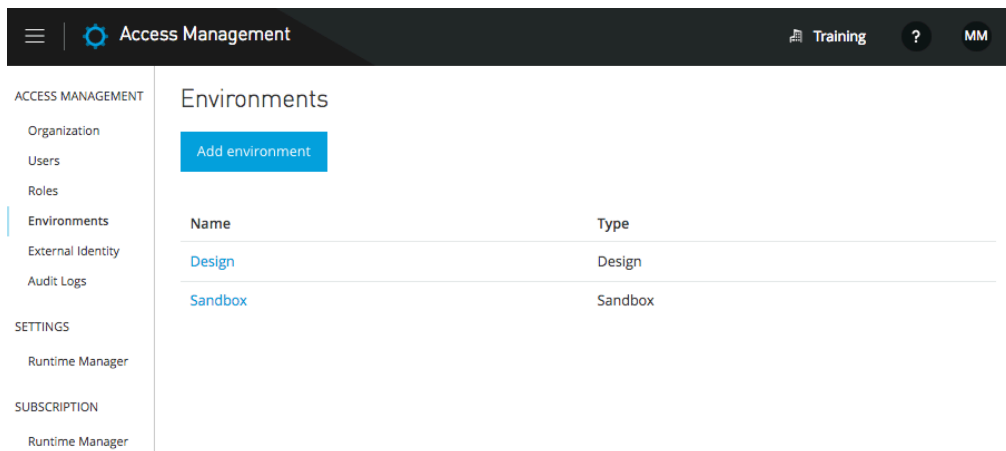 Access Management
Training
?
MM
ACCESS MANAGEMENT
Organization
Users
Roles
Environments
External Identity
Audit Logs
SETTINGS
Runtime Manager
SUBSCRIPTION
Runtime Manager
Environments
Add environment
Name Type
Design Design
Sandbox Sandbox